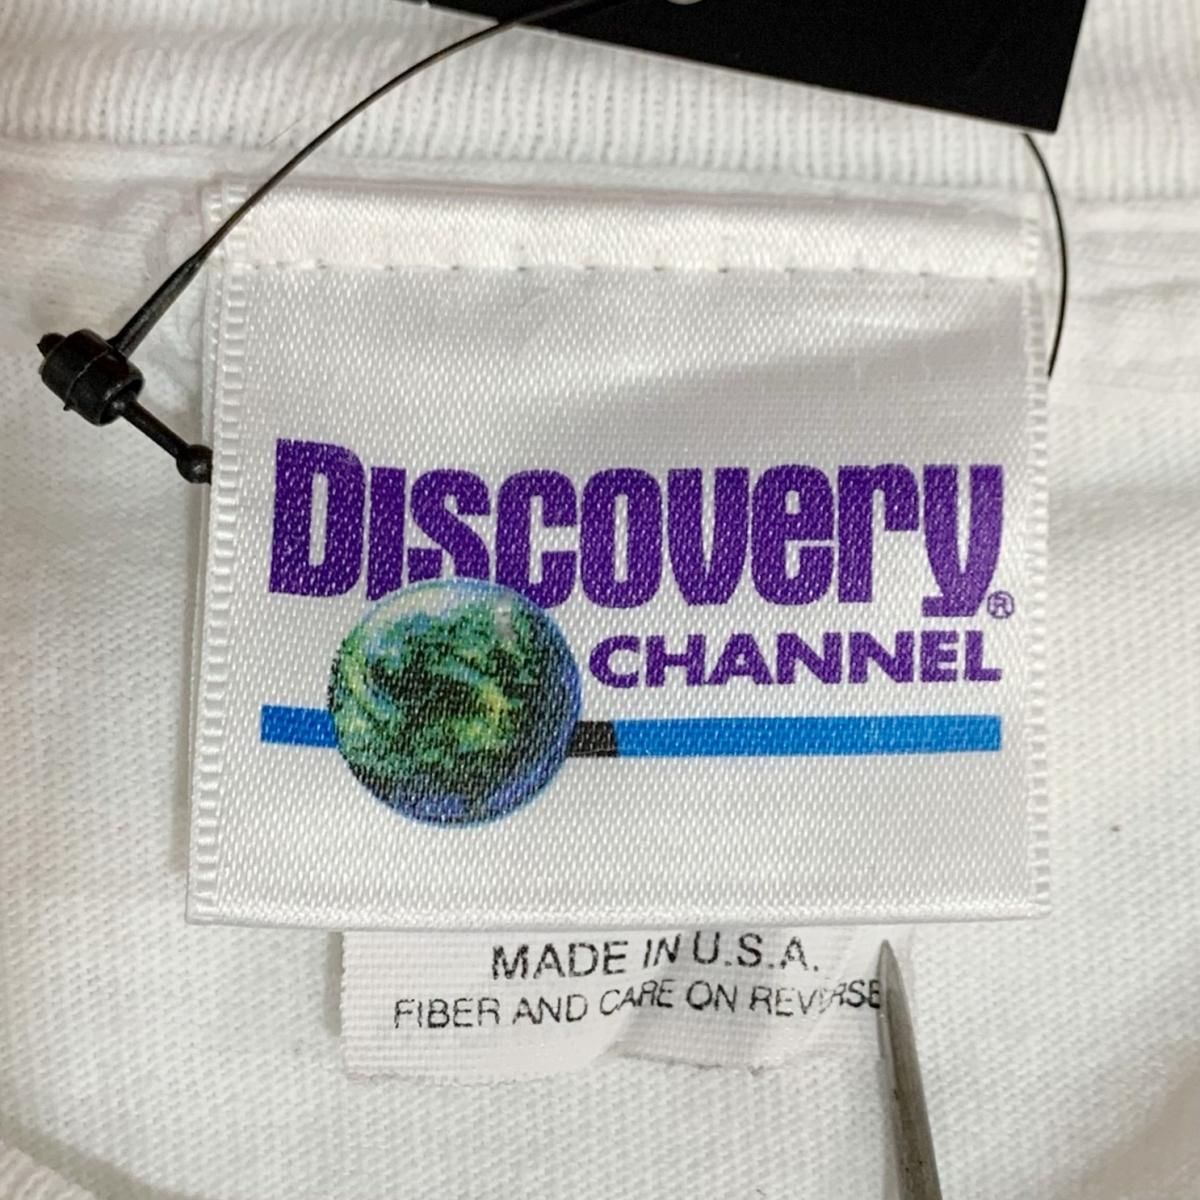 Discovery®
CHANNEL
MADE IN U.S.A.
FIBER AND CARE ON REVERSE